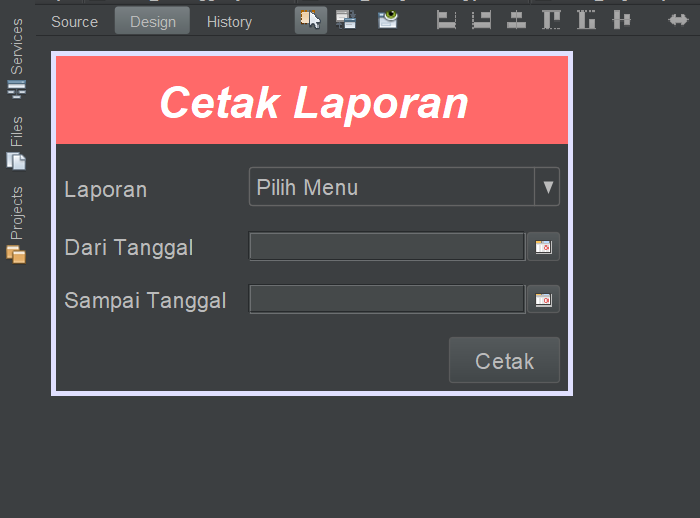 Source Design History
Services
Files
Projects
Cetak Laporan
Laporan Pilih Menu
Dari Tanggal
Sampai Tanggal
Cetak